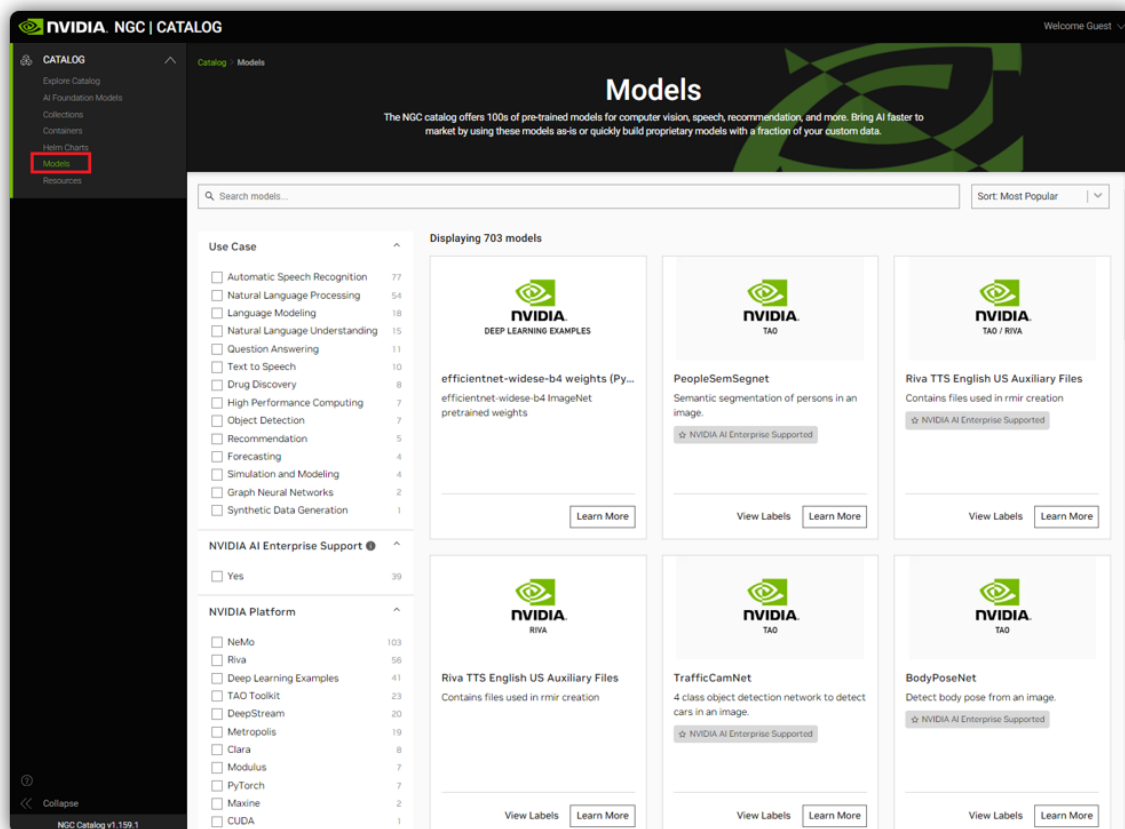 NVIDIA. NGC | CATALOG
Welcome Guest
CATALOG
Explore Catalog
AI Foundation Models
Collections
Containers
Helm Charts
Models
Resources
Catalog > Models
Models
The NGC catalog offers 100s of pre-trained models for computer vision, speech, recommendation, and more. Bring AI faster to
market by using these models as-is or quickly build proprietary models with a fraction of your custom data.
Search models...
Sort: Most Popular
Use Case
Automatic Speech Recognition 77
Natural Language Processing 54
Language Modeling 18
Natural Language Understanding 15
Question Answering 11
Text to Speech 10
Drug Discovery 8
High Performance Computing 7
Object Detection 7
Recommendation 5
Forecasting 4
Simulation and Modeling 4
Graph Neural Networks 2
Synthetic Data Generation 1
NVIDIA AI Enterprise Support
Yes 39
NVIDIA Platform
NeMo 103
Riva 56
Deep Learning Examples 41
TAO Toolkit 23
DeepStream 20
Metropolis 19
Clara 8
Modulus 7
PyTorch 7
Maxine 2
CUDA 1
Displaying 703 models
NVIDIA.
DEEP LEARNING EXAMPLES
efficientnet-widese-b4 weights (Py...
efficientnet-widese-b4 ImageNet
pretrained weights
Learn More
NVIDIA.
TAO
PeopleSemSegnet
Semantic segmentation of persons in an
image.
NVIDIA AI Enterprise Supported
View Labels Learn More
NVIDIA.
TAO / RIVA
Riva TTS English US Auxiliary Files
Contains files used in rmir creation
NVIDIA AI Enterprise Supported
View Labels Learn More
NVIDIA.
RIVA
Riva TTS English US Auxiliary Files
Contains files used in rmir creation
View Labels Learn More
NVIDIA.
TAO
TrafficCamNet
4 class object detection network to detect
cars in an image.
NVIDIA AI Enterprise Supported
View Labels Learn More
NVIDIA.
TAO
BodyPoseNet
Detect body pose from an image.
NVIDIA AI Enterprise Supported
View Labels Learn More
Collapse
NGC Catalog v1.159.1